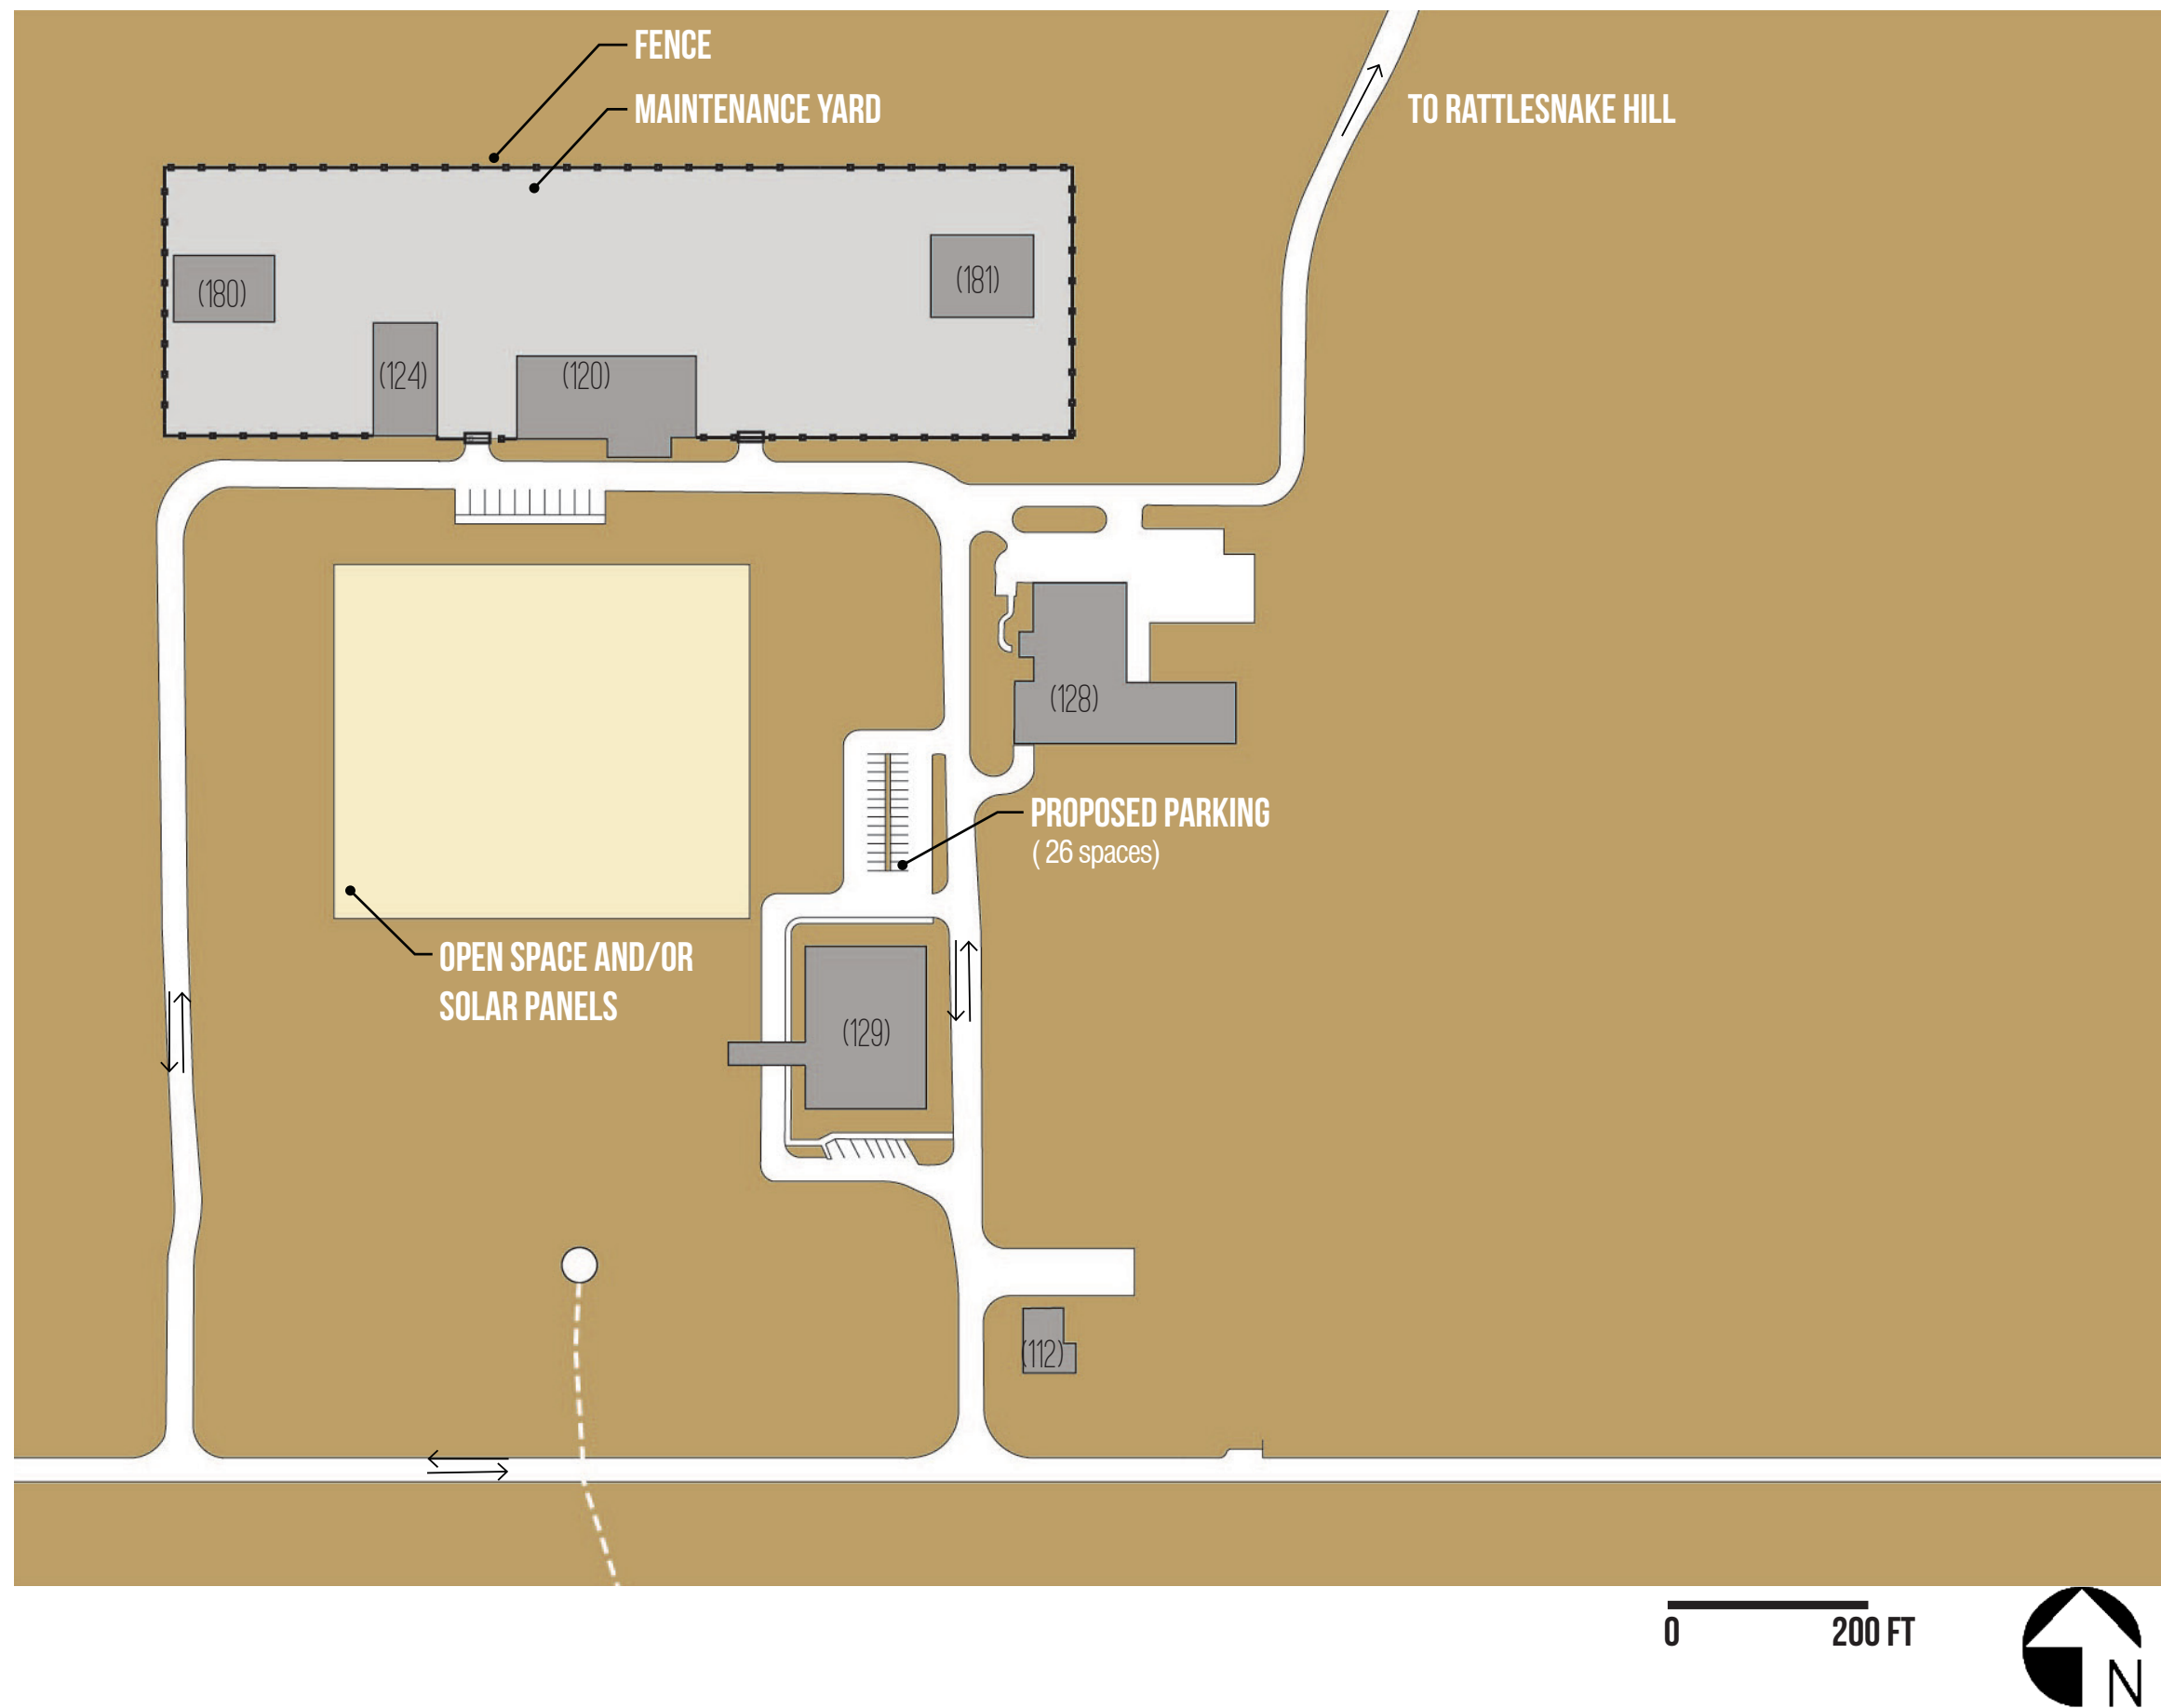 FENCE
MAINTENANCE YARD
TO RATTLESNAKE HILL
(180)
(181)
(124)
(120)
(128)
PROPOSED PARKING
( 26 spaces)
OPEN SPACE AND/OR
SOLAR PANELS
(129)
(112)
0 200 FT
N